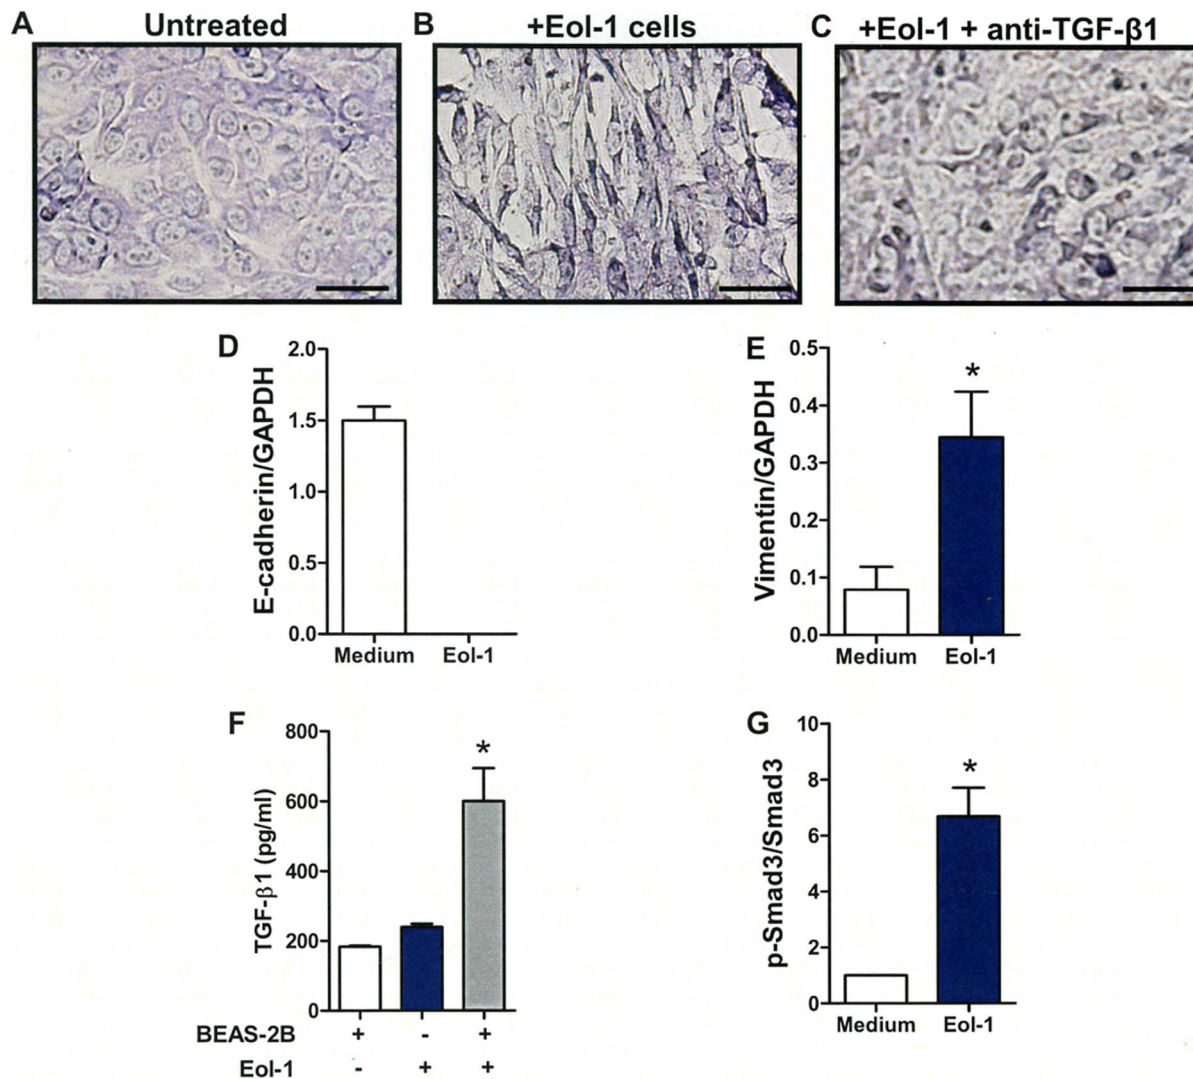 A Untreated
B +Eol-1 cells
C +Eol-1 + anti-TGF-β1
D
E-cadherin/GAPDH
2.0
1.5
1.0
0.5
0.0
Medium Eol-1
E
Vimentin/GAPDH
0.5
0.4
0.3
0.2
0.1
0.0
*
Medium Eol-1
F
TGF-β1 (pg/ml)
800
600
400
200
0
*
BEAS-2B + - +
Eol-1 - + +
G
p-Smad3/Smad3
10
8
6
4
2
0
*
Medium Eol-1